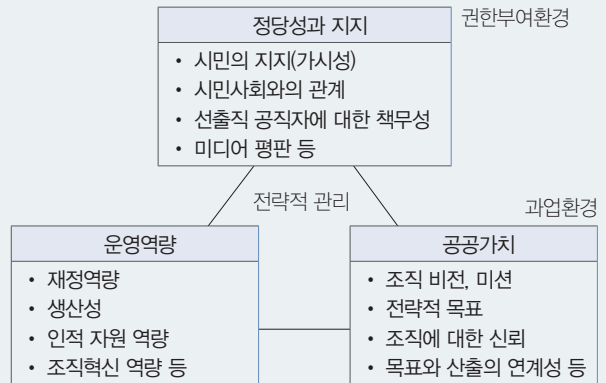 정당성과 지지
권한부여환경
• 시민의 지지(가시성)
• 시민사회와의 관계
• 선출직 공직자에 대한 책무성
• 미디어 평판 등
전략적 관리
과업환경
운영역량
• 재정역량
• 생산성
• 인적 자원 역량
• 조직혁신 역량 등
공공가치
• 조직 비전, 미션
• 전략적 목표
• 조직에 대한 신뢰
• 목표와 산출의 연계성 등